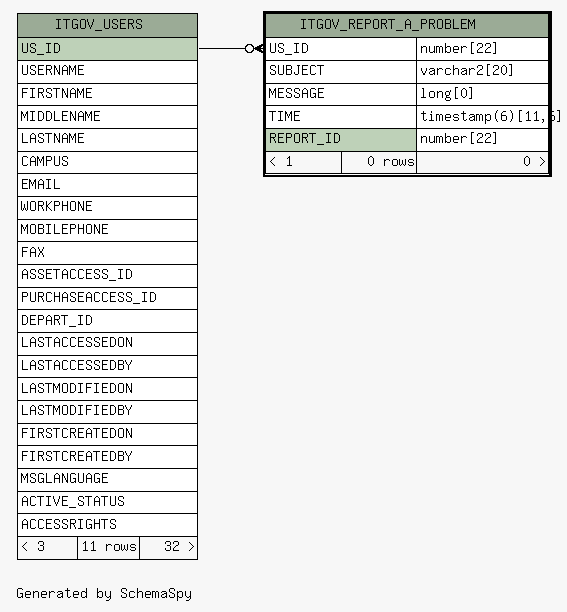 ITGOV_USERS
US_ID
USERNAME
FIRSTNAME
MIDDLENAME
LASTNAME
CAMPUS
EMAIL
WORKPHONE
MOBILEPHONE
FAX
ASSETACCESS_ID
PURCHASEACCESS_ID
DEPART_ID
LASTACCESSEDON
LASTACCESSEDBY
LASTMODIFIEDON
LASTMODIFIEDBY
FIRSTCREATEDON
FIRSTCREATEDBY
MSGLANGUAGE
ACTIVE_STATUS
ACCESSRIGHTS
< 3 11 rows 32 >
ITGOV_REPORT_A_PROBLEM
US_ID number[22]
SUBJECT varchar2[20]
MESSAGE long[0]
TIME timestamp(6)[11,6]
REPORT_ID number[22]
< 1 0 rows 0 >
Generated by SchemaSpy